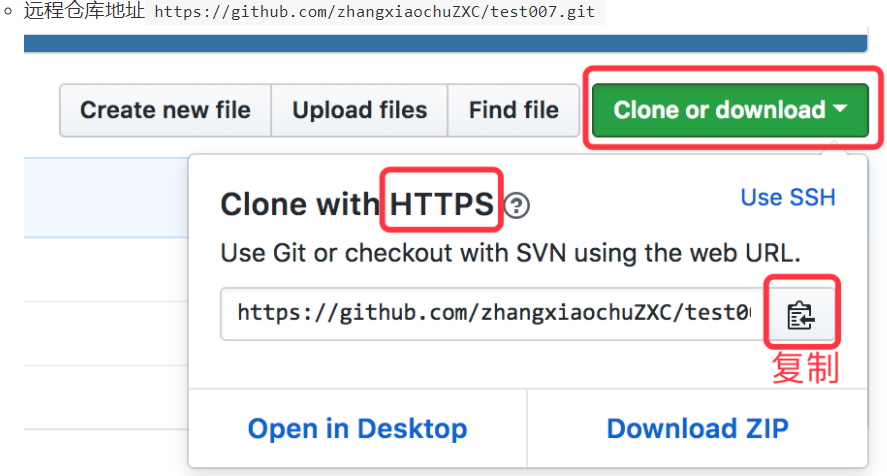 远程仓库地址 https://github.com/zhangxiaochuZXC/test007.git
Create new file Upload files Find file Clone or download
Clone with HTTPS ? Use SSH
Use Git or checkout with SVN using the web URL.
https://github.com/zhangxiaochuZXC/test00
复制
Open in Desktop Download ZIP